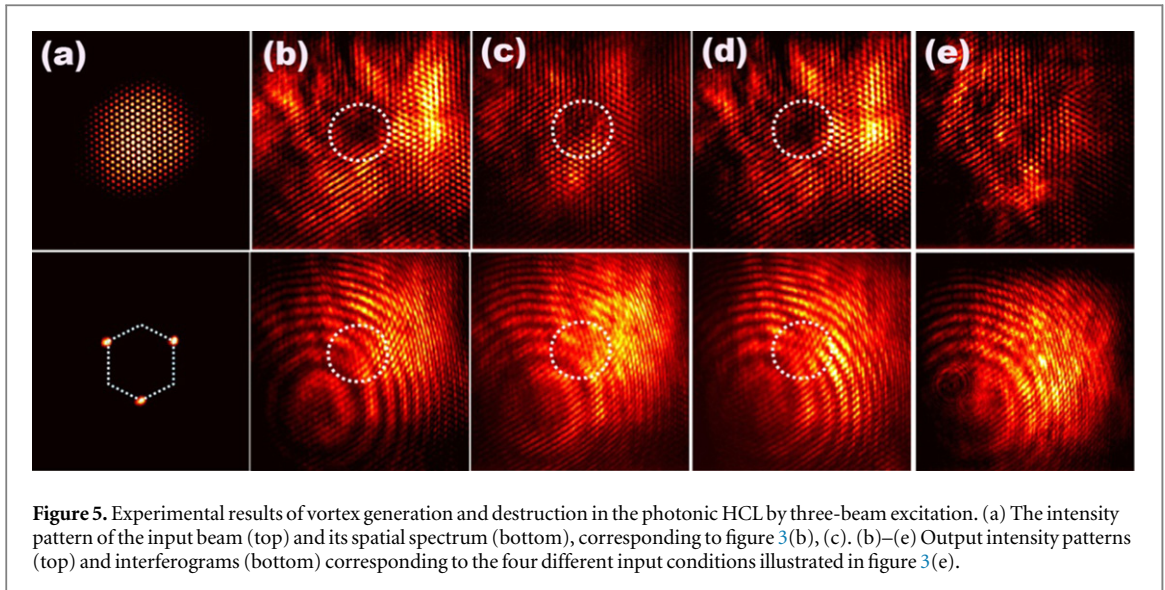 (a) (b) (c) (d) (e)
Figure 5. Experimental results of vortex generation and destruction in the photonic HCL by three-beam excitation. (a) The intensity
pattern of the input beam (top) and its spatial spectrum (bottom), corresponding to figure 3(b), (c). (b)–(e) Output intensity patterns
(top) and interferograms (bottom) corresponding to the four different input conditions illustrated in figure 3(e).